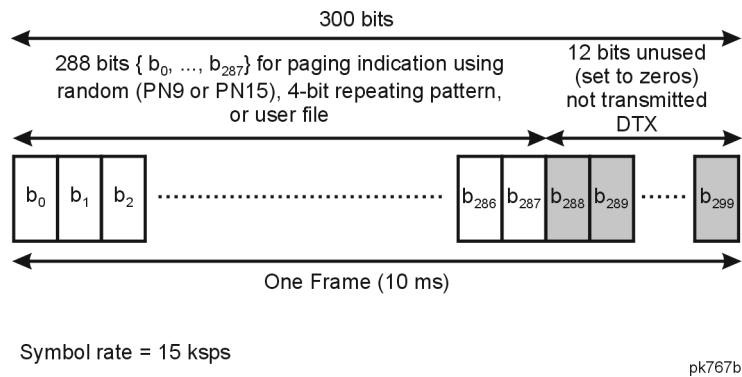 300 bits
288 bits { b0, ..., b287} for paging indication using
random (PN9 or PN15), 4-bit repeating pattern,
or user file
12 bits unused
(set to zeros)
not transmitted
DTX
b0 b1 b2 b286 b287 b288 b289 b299
One Frame (10 ms)
Symbol rate = 15 ksps
pk767b